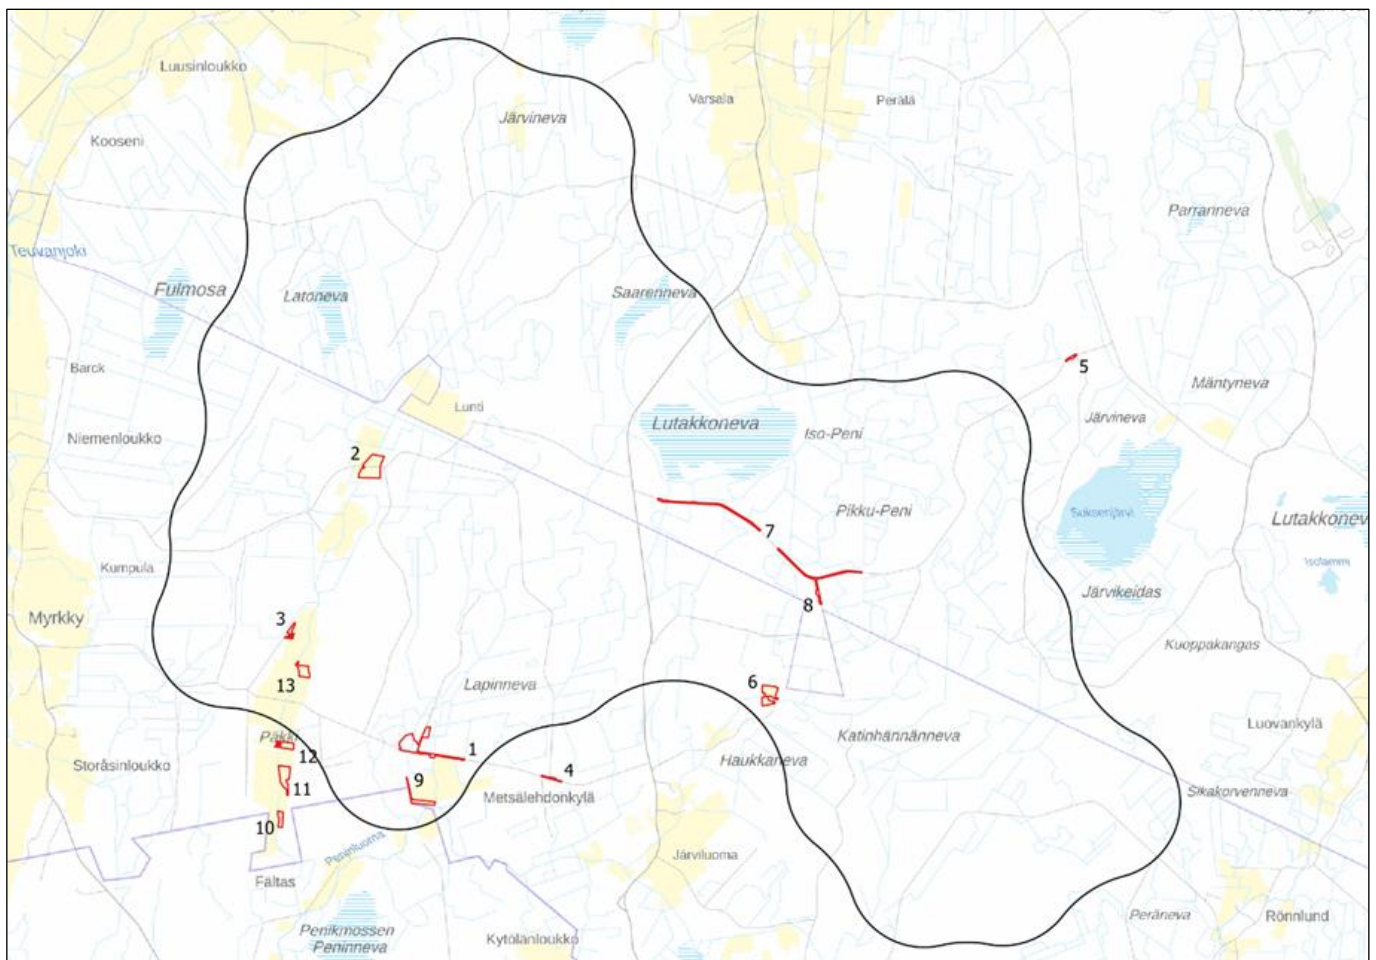 Luusinloukko
Varsala
Perälä
Järvineva
Kooseni
Parranneva
Teuvanjoki
Fulmosa
Latoneva
Saarenneva
5
Barck
Mäntyneva
Lunti
Järvineva
Lutakkoneva
Iso-Peni
Niemenloukko
2
Pikku-Peni
Lutakkonev
7
Kumpula
Järvikeidas
8
Myrkky
3
Kuoppakangas
13
Lapinneva
6
Luovankylä
Katinhännänneva
Storåsinloukko
12
1
Haukkaneva
4
9
11
Metsälehdonkylä
Sikakorvenneva
10
Peninluoma
Järviluoma
Fältas
Penikmossen
Peninneva
Kytölänloukko
Peräneva
Rönnlund